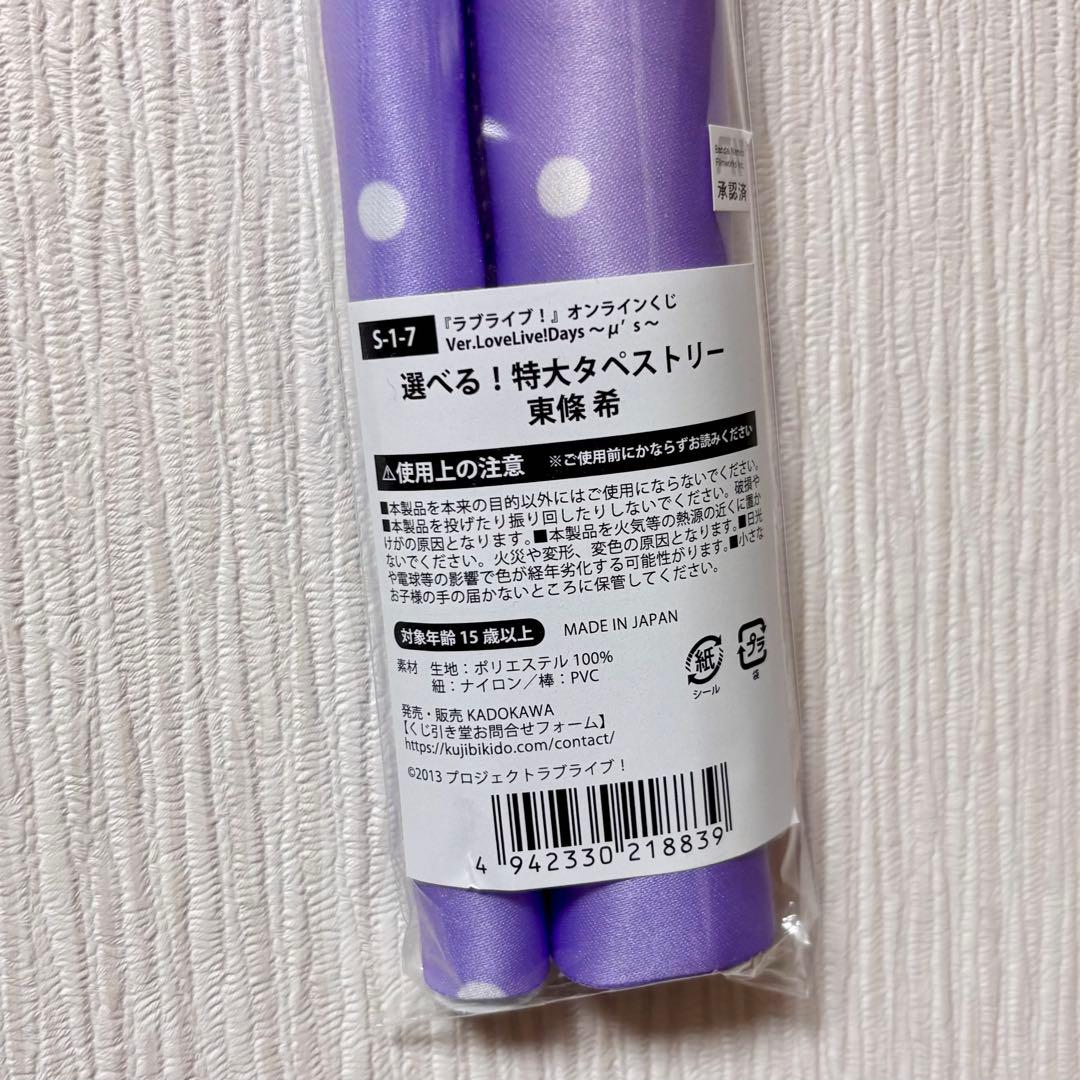 Bandai Namco
Filmworks Inc.
承認済
S-1-7
『ラブライブ！』オンラインくじ
Ver.LoveLive!Days ～μ's～
選べる！特大タペストリー
東條 希
⚠使用上の注意 ※ご使用前にかならずお読みください
■本製品を本来の目的以外にはご使用にならないでください。
■本製品を投げたり振り回したりしないでください。破損や
けがの原因となります。■本製品を火気等の熱源の近くに置か
ないでください。火災や変形、変色の原因となります。■日光
や電球等の影響で色が経年劣化する可能性がります。■小さな
お子様の手の届かないところに保管してください。
対象年齢 15 歳以上 MADE IN JAPAN
素材 生地：ポリエステル 100%
紐：ナイロン／棒：PVC
紙
シール
プラ
袋
発売・販売 KADOKAWA
【くじ引き堂お問合せフォーム】
https://kujibikido.com/contact/
©2013 プロジェクトラブライブ！
4 942330 218839